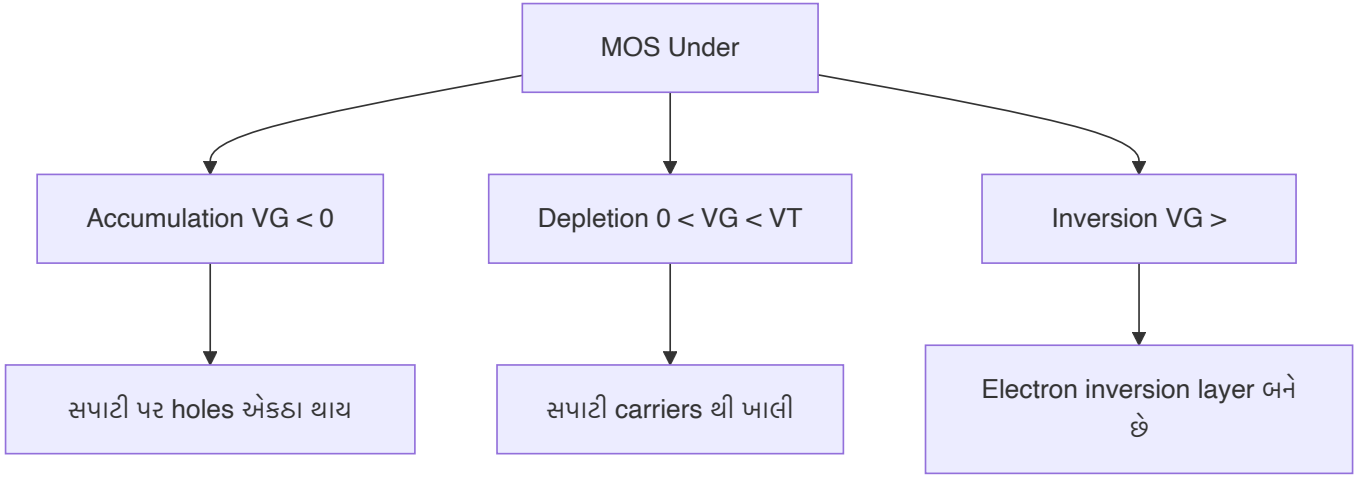 MOS Under
Accumulation VG < 0
Depletion 0 < VG < VT
Inversion VG >
સપાટી પર holes એકઠા થાય
સપાટી carriers થી ખાલી
Electron inversion layer બને
છે